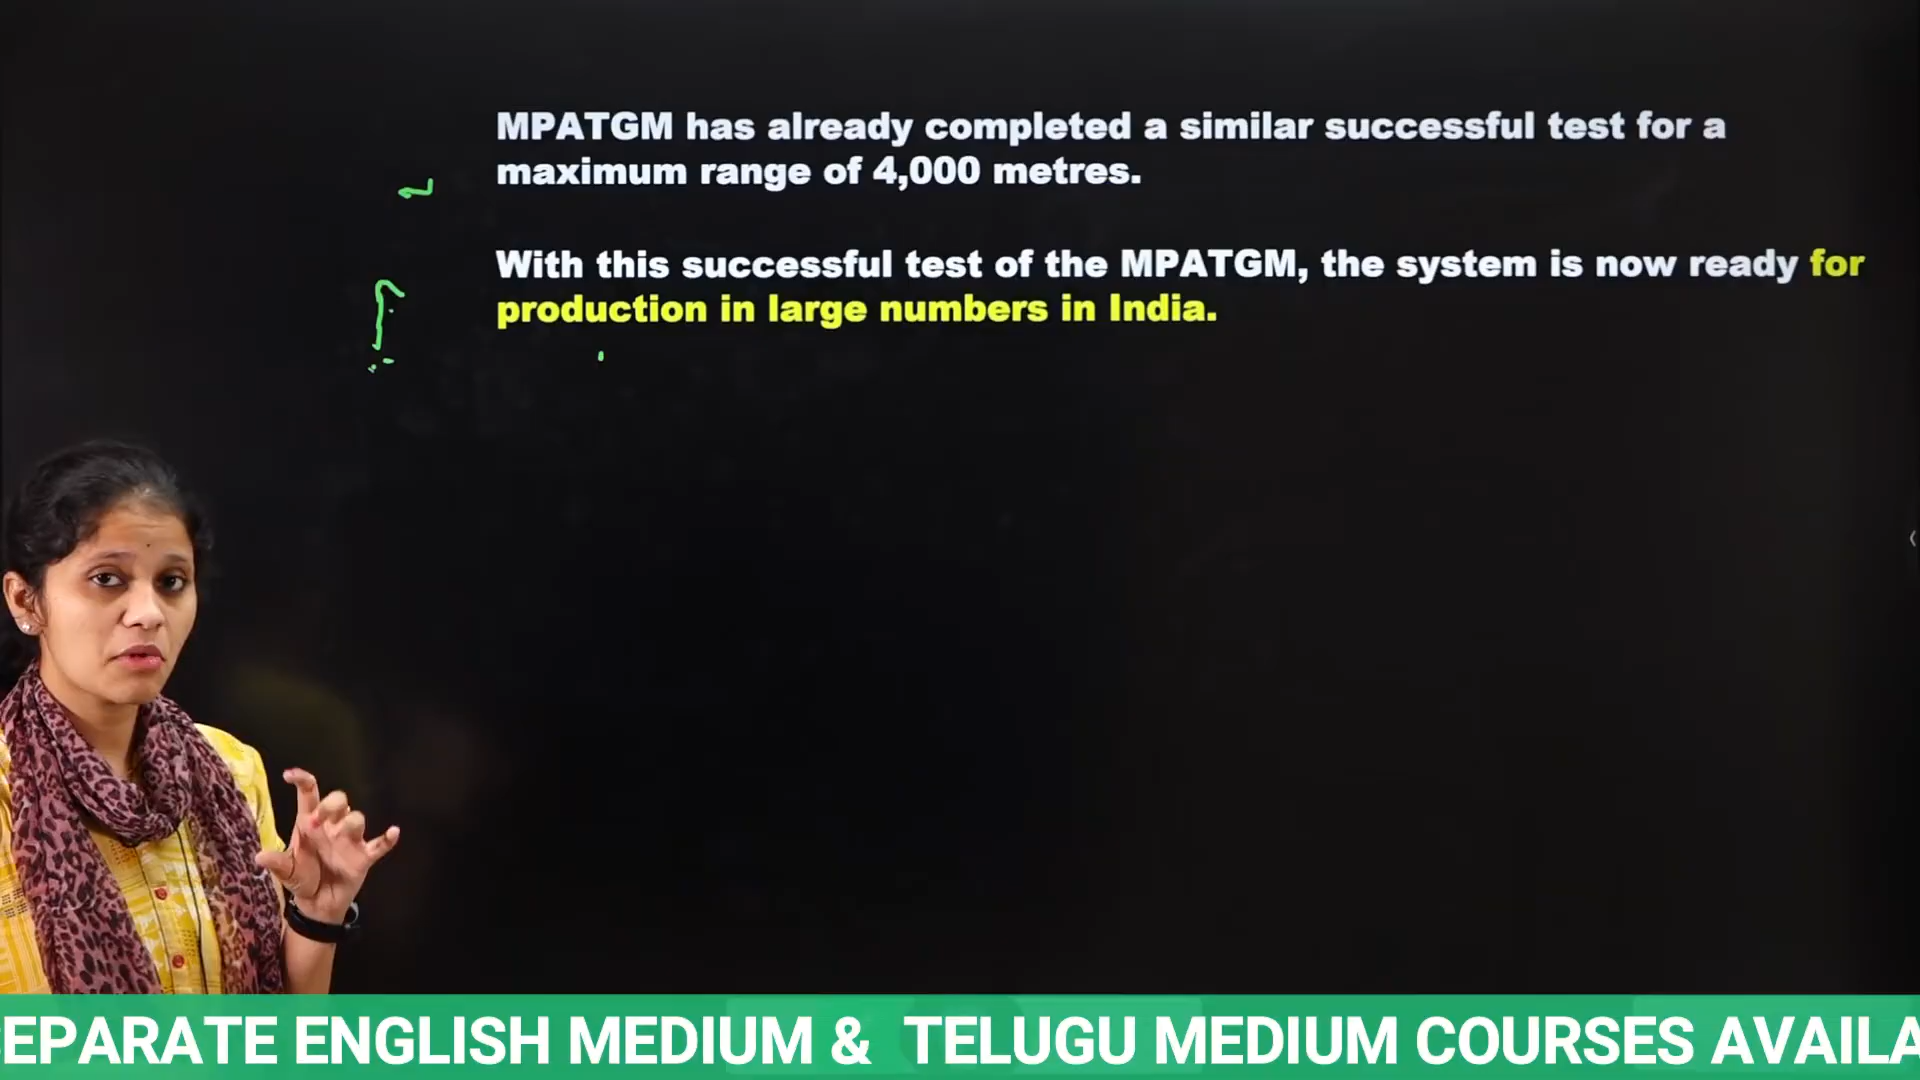 MPATGM has already completed a similar successful test for a
maximum range of 4,000 metres.
With this successful test of the MPATGM, the system is now ready for
production in large numbers in India.
EPARATE ENGLISH MEDIUM & TELUGU MEDIUM COURSES AVAILA